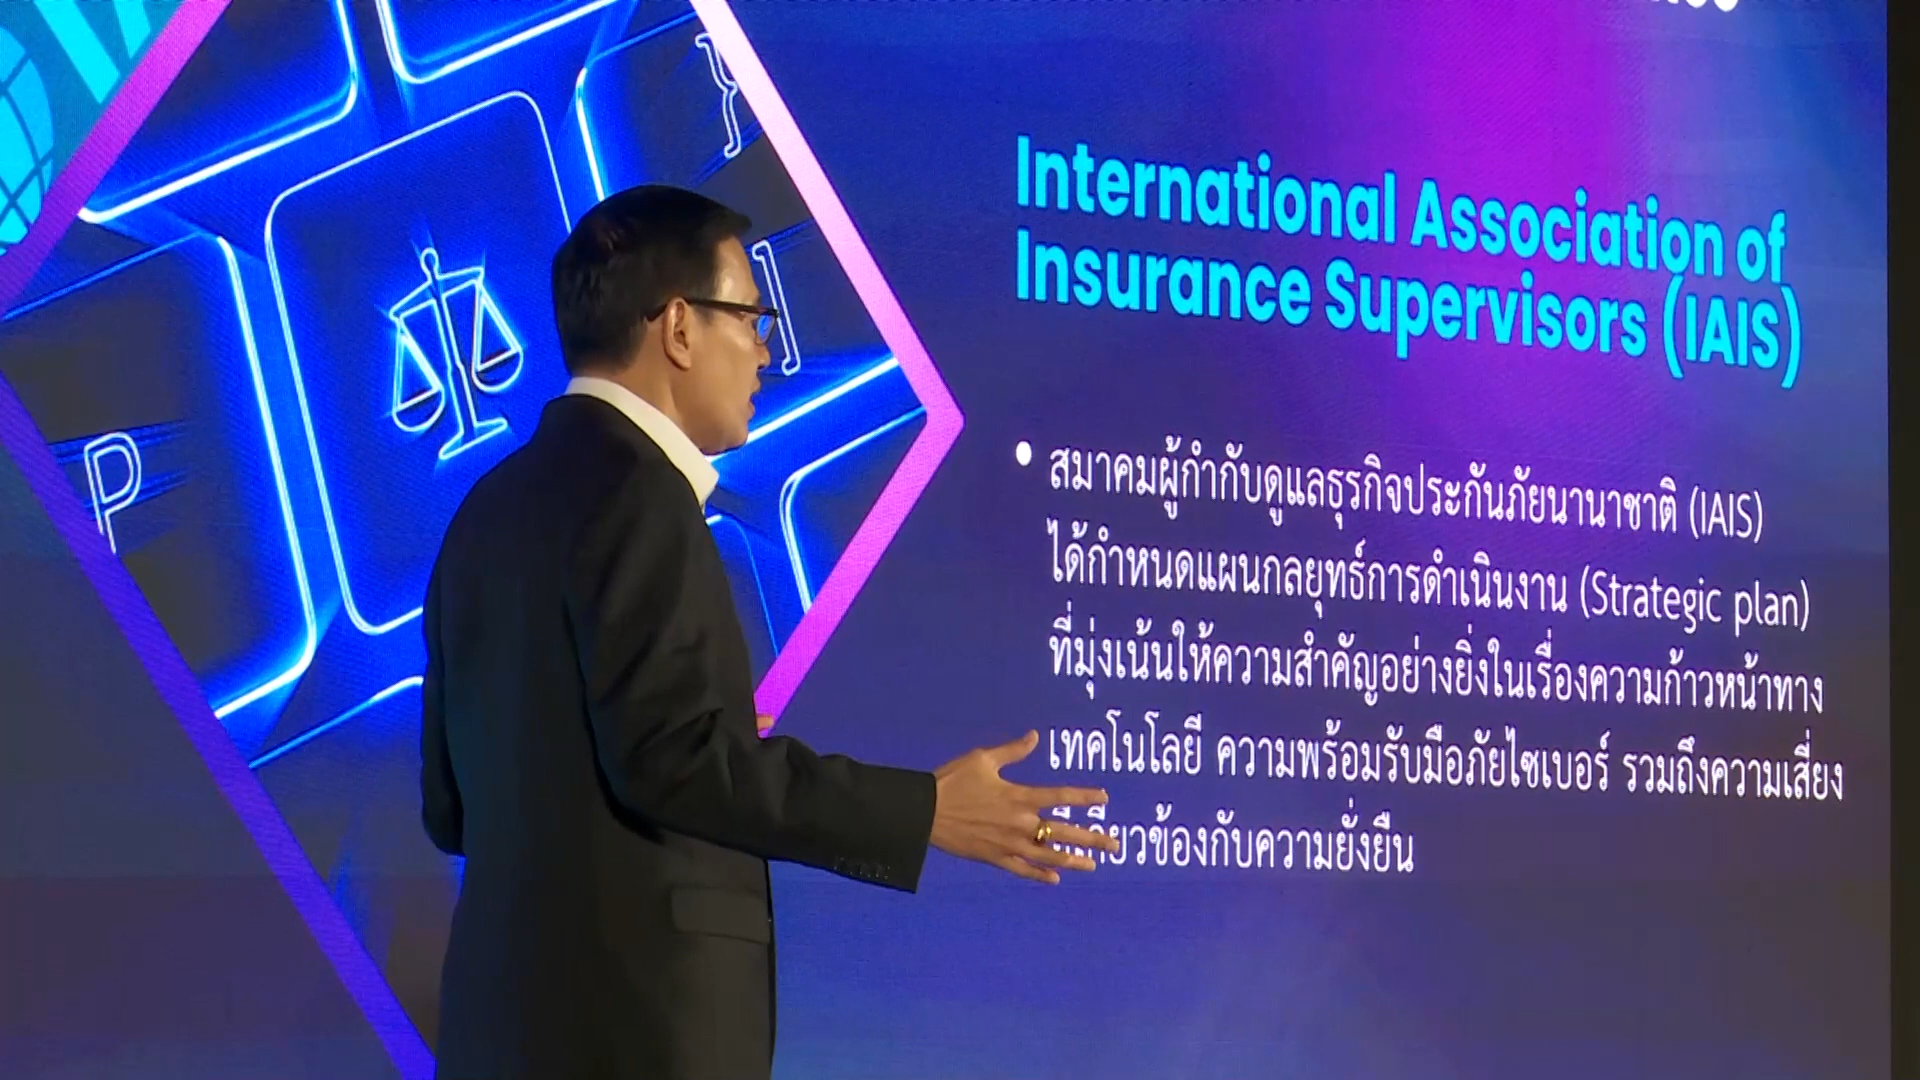 International Association of
Insurance Supervisors (IAIS)
• สมาคมผู้กำกับดูแลธุรกิจประกันภัยนานาชาติ (IAIS)
ได้กำหนดแผนกลยุทธ์การดำเนินงาน (Strategic plan)
ที่มุ่งเน้นให้ความสำคัญอย่างยิ่งในเรื่องความก้าวหน้าทาง
เทคโนโลยี ความพร้อมรับมือภัยไซเบอร์ รวมถึงความเสี่ยง
ที่เกี่ยวข้องกับความยั่งยืน
P
}
]